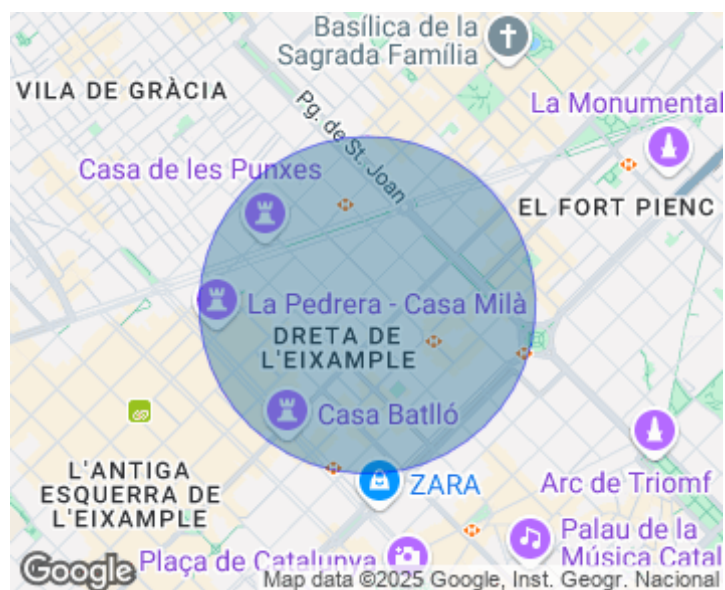 Basílica de la
Sagrada Família
VILA DE GRÀCIA
Pg. de St. Joan
La Monumental
Casa de les Punxes
EL FORT PIENC
La Pedrera - Casa Milà
DRETA DE
L'EIXAMPLE
Casa Batlló
L'ANTIGA
ESQUERRA DE
L'EIXAMPLE
ZARA
Arc de Triomf
Plaça de Catalunya
Palau de la
Música Catal
Google
Map data ©2025 Google, Inst. Geogr. Nacional